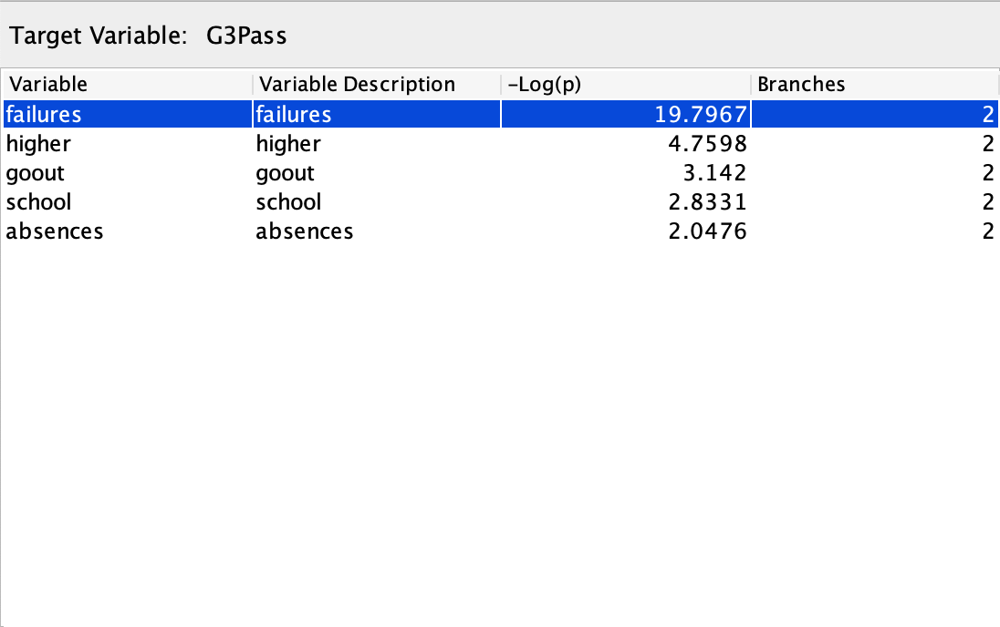 Target Variable: G3Pass
Variable Variable Description -Log(p) Branches
failures failures 19.7967 2
higher higher 4.7598 2
goout goout 3.142 2
school school 2.8331 2
absences absences 2.0476 2